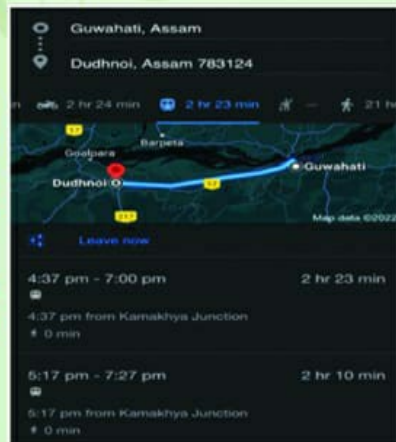 Guwahati, Assam
Dudhnoi, Assam 783124
n 2 hr 24 min 2 hr 23 min — 21 h
17
Barpeta
Goalpara
Guwahati
Dudhnoi
17
217
Map data ©2022
Leave now
4:37 pm - 7:00 pm 2 hr 23 min
4:37 pm from Kamakhya Junction
0 min
5:17 pm - 7:27 pm 2 hr 10 min
5:17 pm from Kamakhya Junction
0 min